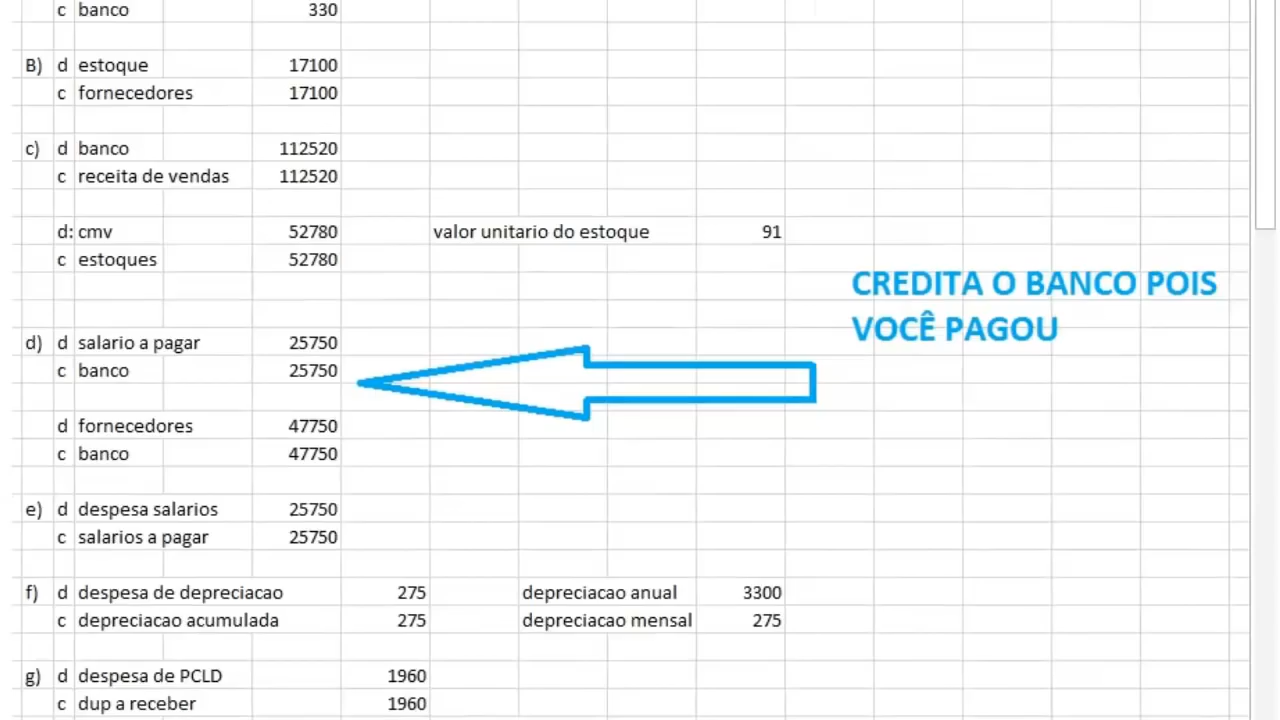 c banco 330
B) d estoque 17100
c fornecedores 17100
c) d banco 112520
c receita de vendas 112520
d: cmv 52780 valor unitario do estoque 91
c estoques 52780
CREDITA O BANCO POIS
VOCÊ PAGOU
d) d salario a pagar 25750
c banco 25750
d fornecedores 47750
c banco 47750
e) d despesa salarios 25750
c salarios a pagar 25750
f) d despesa de depreciacao 275 depreciacao anual 3300
c depreciacao acumulada 275 depreciacao mensal 275
g) d despesa de PCLD 1960
c dup a receber 1960